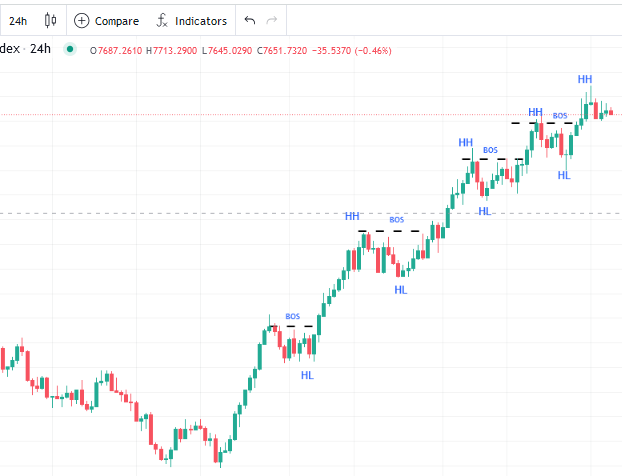 24h Compare Indicators
dex · 24h O7687.2610 H7713.2900 L7645.0290 C7651.7320 −35.5370 (−0.46%)
HH
HH BOS
HH BOS
HL
HH BOS HL
HL
BOS
HL